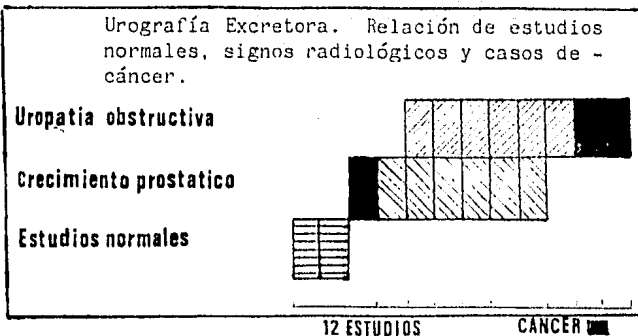 Urografía Excretora. Relación de estudios
normales, signos radiológicos y casos de -
cáncer.
Uropatia obstructiva
Crecimiento prostatico
Estudios normales
12 ESTUDIOS CANCER